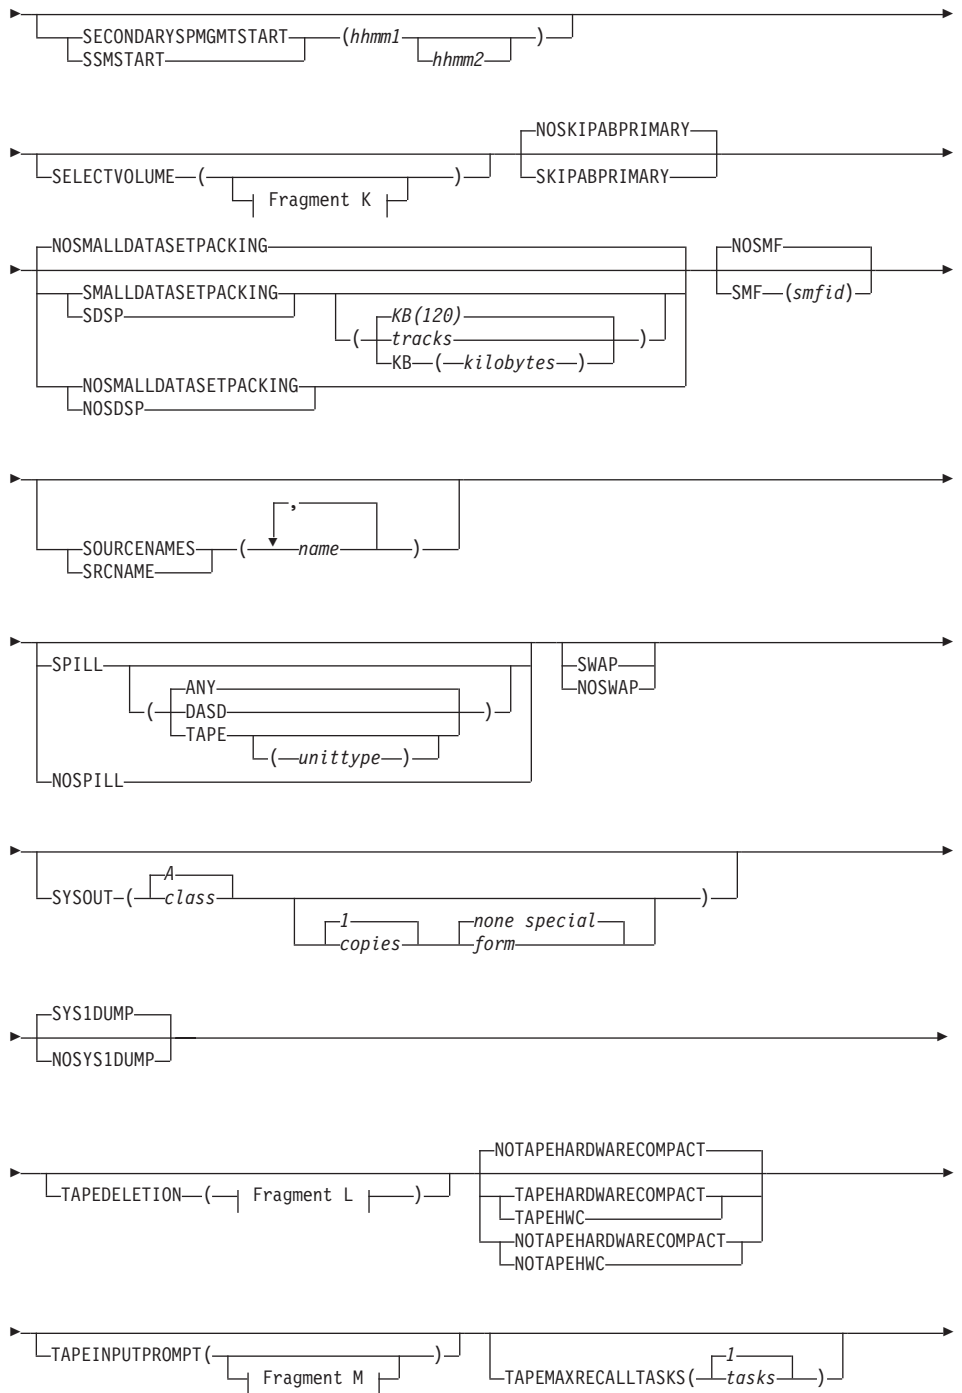 SECONDARYSPMGMTSTART (hhmm1 )
SSMSTART hhmm2
NOSKIPABPRIMARY
SELECTVOLUME ( ) SKIPABPRIMARY
Fragment K
NOSMALLDATASETPACKING NOSMF
SMALLDATASETPACKING SMF (smfid)
SDSP KB(120)
( tracks )
KB ( kilobytes )
NOSMALLDATASETPACKING
NOSDSP
,
SOURCENAMES ( name )
SRCNAME
SPILL SWAP
ANY NOSWAP
( DASD )
TAPE
( unittype )
NOSPILL
A
SYSOUT ( class )
1 none special
copies form
SYS1DUMP
NOSYS1DUMP
NOTAPEHARDWARECOMPACT
TAPEDELETION ( Fragment L ) TAPEHARDWARECOMPACT
TAPEHWC
NOTAPEHARDWARECOMPACT
NOTAPEHWC
TAPEINPUTPROMPT( ) 1
Fragment M TAPEMAXRECALLTASKS( tasks )